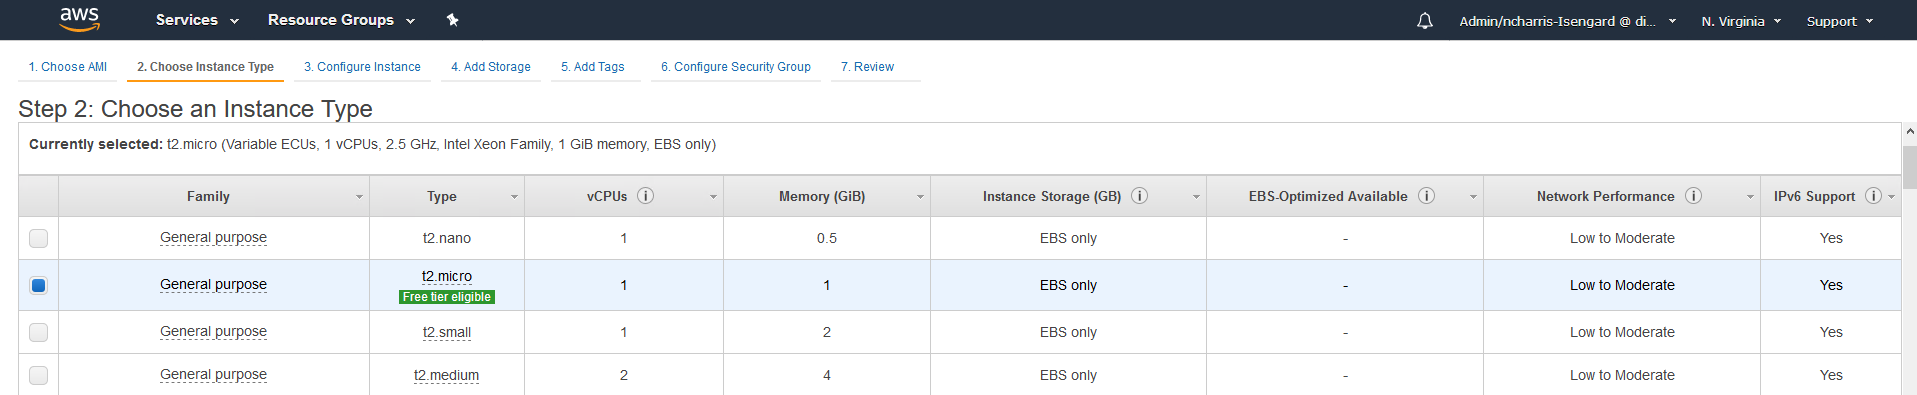 aws Services Resource Groups Admin/ncharris-Isengard @ di... N. Virginia Support
1. Choose AMI 2. Choose Instance Type 3. Configure Instance 4. Add Storage 5. Add Tags 6. Configure Security Group 7. Review
Step 2: Choose an Instance Type
Currently selected: t2.micro (Variable ECUs, 1 vCPUs, 2.5 GHz, Intel Xeon Family, 1 GiB memory, EBS only)
Family Type vCPUs i Memory (GiB) Instance Storage (GB) i EBS-Optimized Available i Network Performance i IPv6 Support i
General purpose t2.nano 1 0.5 EBS only - Low to Moderate Yes
General purpose t2.micro 1 1 EBS only - Low to Moderate Yes
Free tier eligible
General purpose t2.small 1 2 EBS only - Low to Moderate Yes
General purpose t2.medium 2 4 EBS only - Low to Moderate Yes